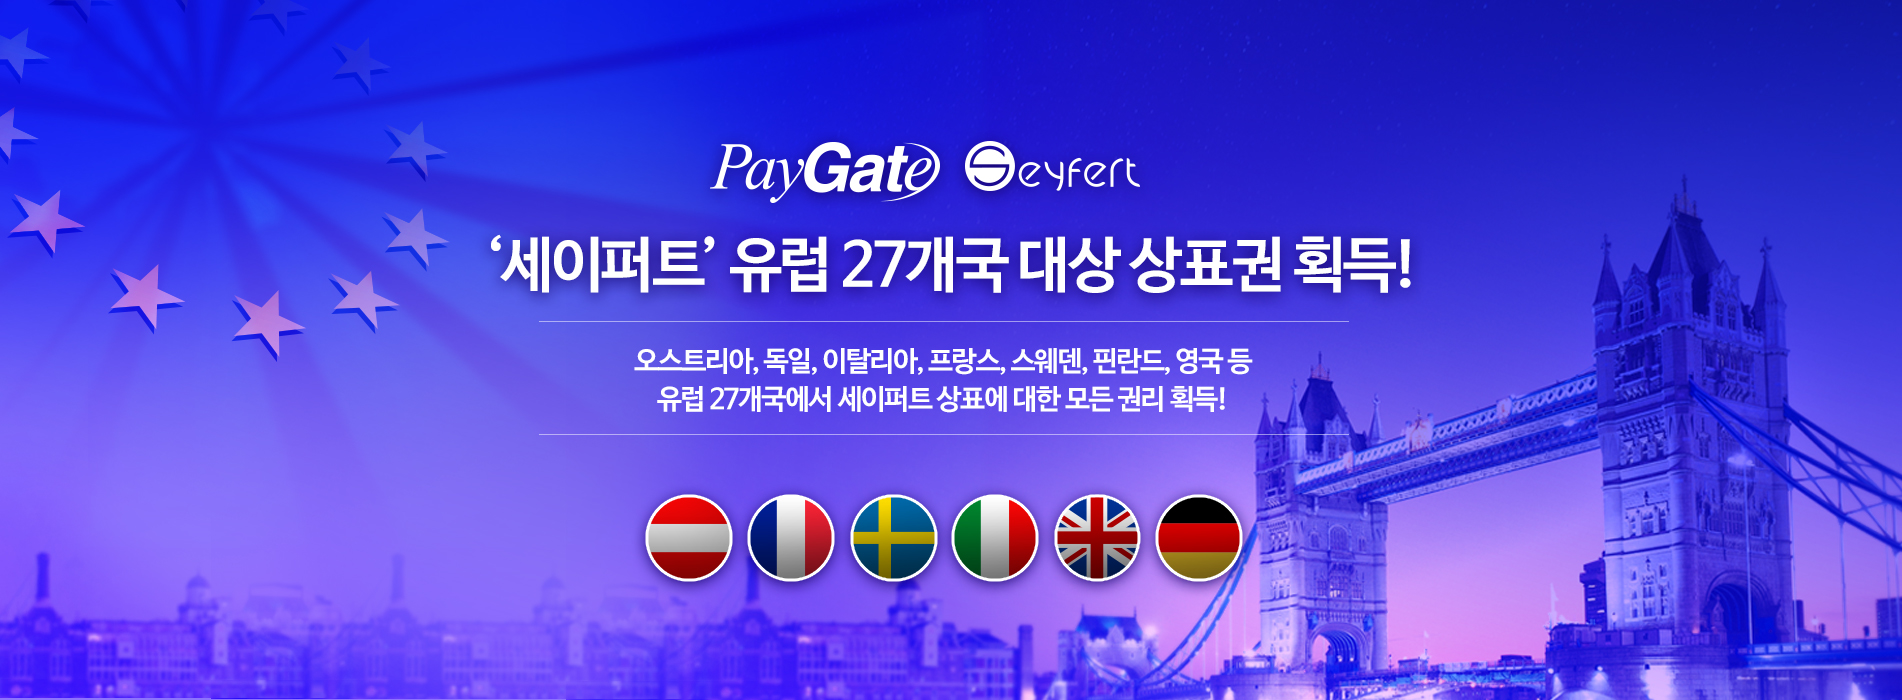 PayGate Seyfert
‘세이퍼트’ 유럽 27개국 대상 상표권 획득!
오스트리아, 독일, 이탈리아, 프랑스, 스웨덴, 핀란드, 영국 등
유럽 27개국에서 세이퍼트 상표에 대한 모든 권리 획득!